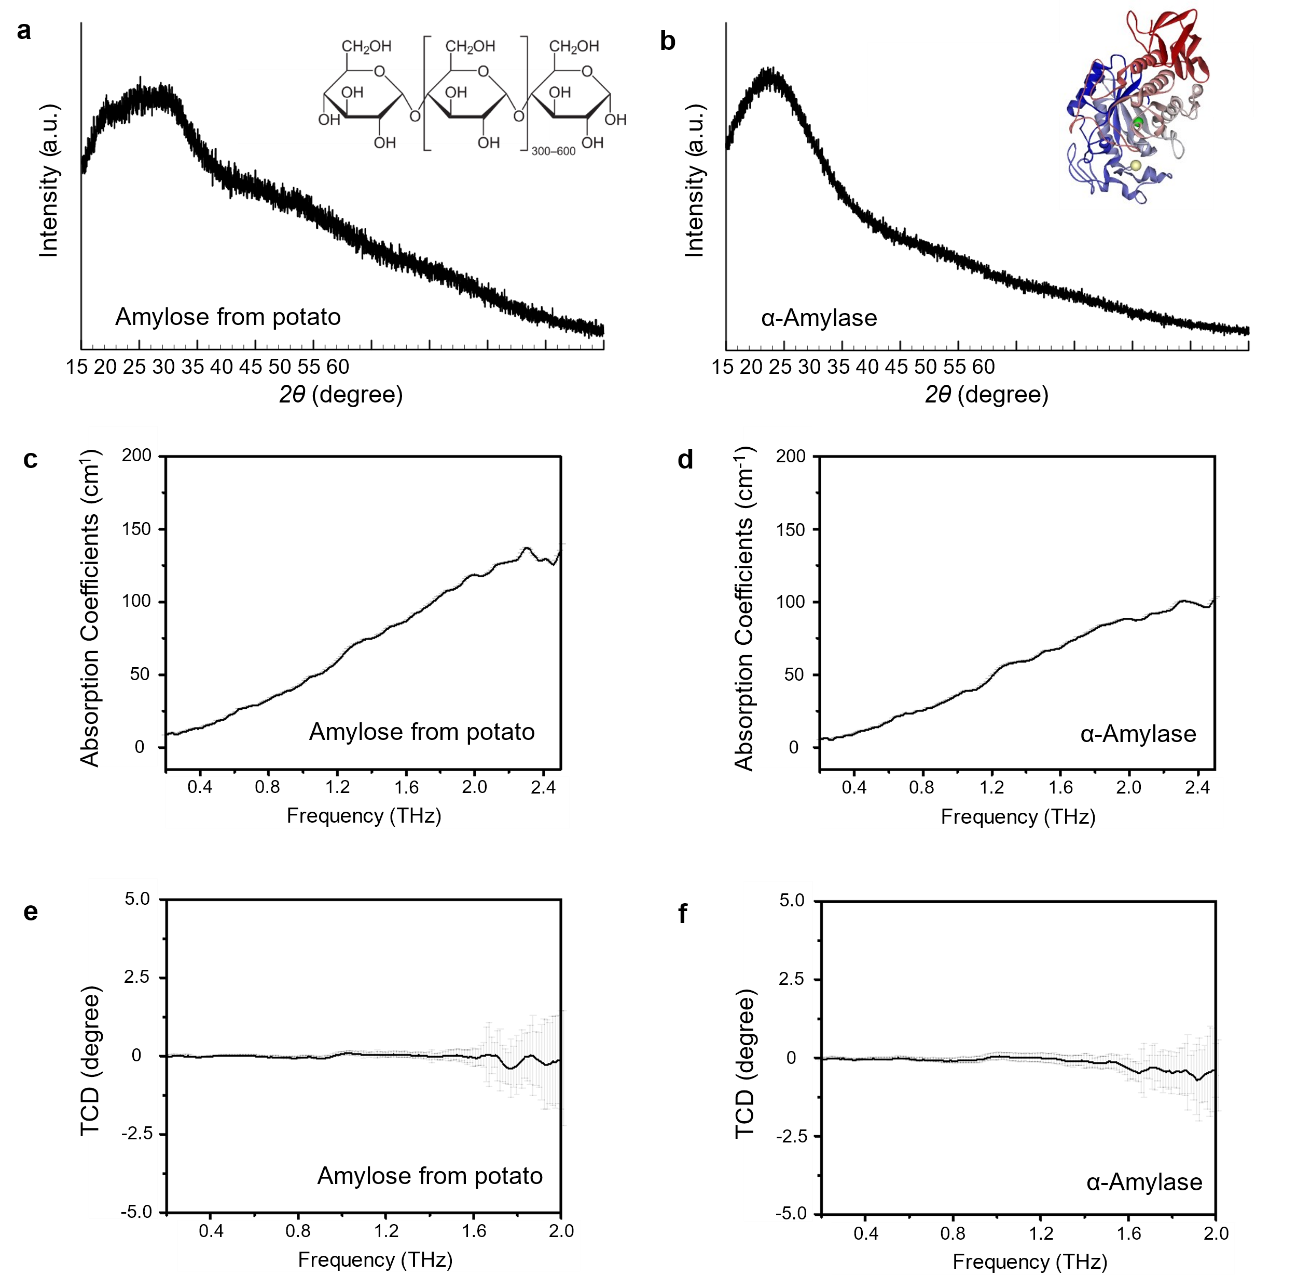 a
Intensity (a.u.)
CH₂OH
CH₂OH
CH₂OH
O
O
O
OH
OH
OH
OH
O
O
OH
OH
OH
OH
300–600
Amylose from potato
15 20 25 30 35 40 45 50 55 60
2θ (degree)
b
Intensity (a.u.)
α-Amylase
15 20 25 30 35 40 45 50 55 60
2θ (degree)
c
Absorption Coefficients (cm¹)
200
150
100
50
0
Amylose from potato
0.4 0.8 1.2 1.6 2.0 2.4
Frequency (THz)
d
Absorption Coefficients (cm⁻¹)
200
150
100
50
0
α-Amylase
0.4 0.8 1.2 1.6 2.0 2.4
Frequency (THz)
e
TCD (degree)
5.0
2.5
0
-2.5
-5.0
Amylose from potato
0.4 0.8 1.2 1.6 2.0
Frequency (THz)
f
TCD (degree)
5.0
2.5
0
-2.5
-5.0
α-Amylase
0.4 0.8 1.2 1.6 2.0
Frequency (THz)